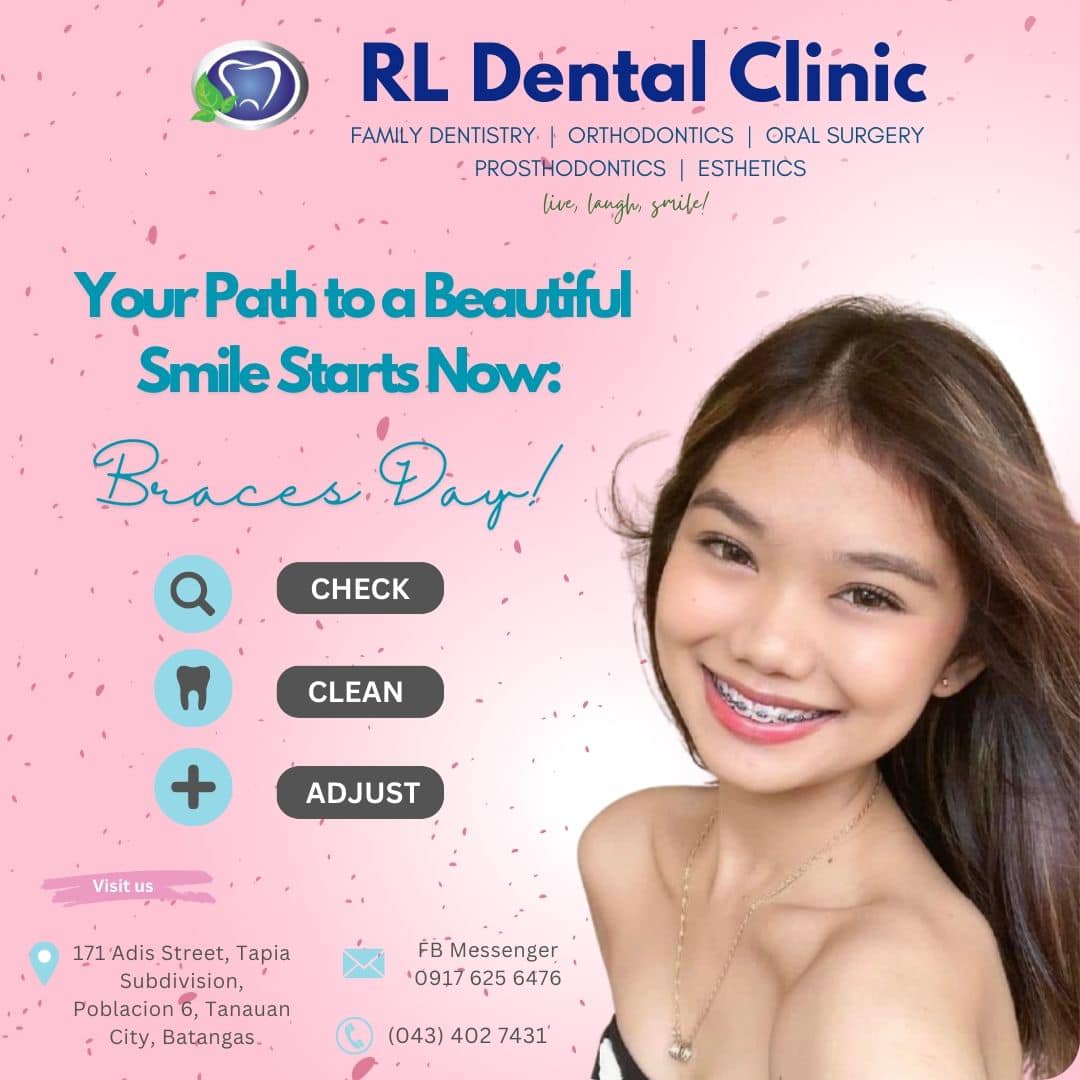 RL Dental Clinic
FAMILY DENTISTRY | ORTHODONTICS | ORAL SURGERY
PROSTHODONTICS | ESTHETICS
live, laugh, smile!
Your Path to a Beautiful
Smile Starts Now:
Braces Day!
CHECK
CLEAN
ADJUST
Visit us
171 Adis Street, Tapia
Subdivision,
Poblacion 6, Tanauan
City, Batangas
FB Messenger
0917 625 6476
(043) 402 7431